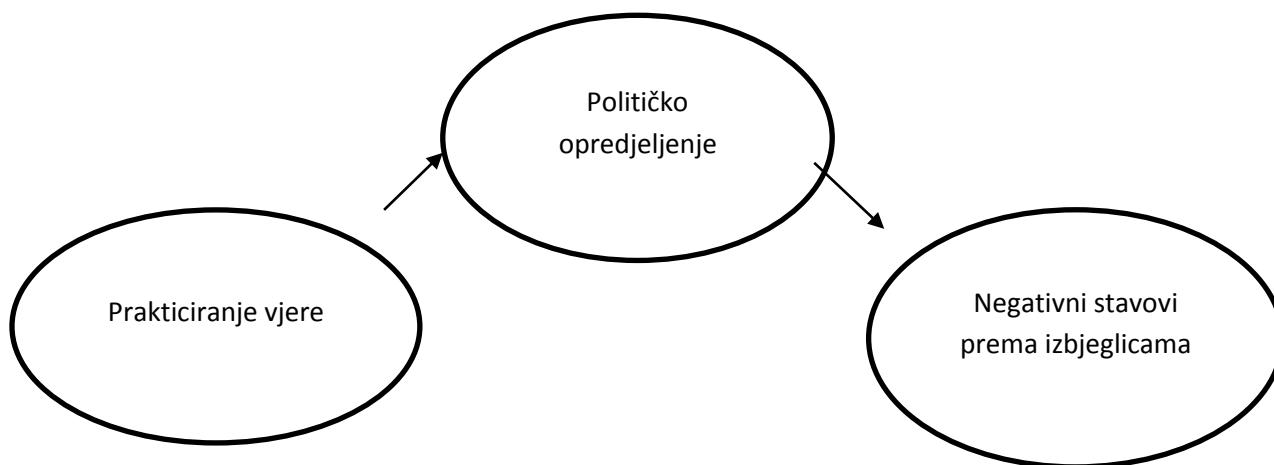 Političko
opredjeljenje
Prakticiranje vjere
Negativni stavovi
prema izbjeglicama